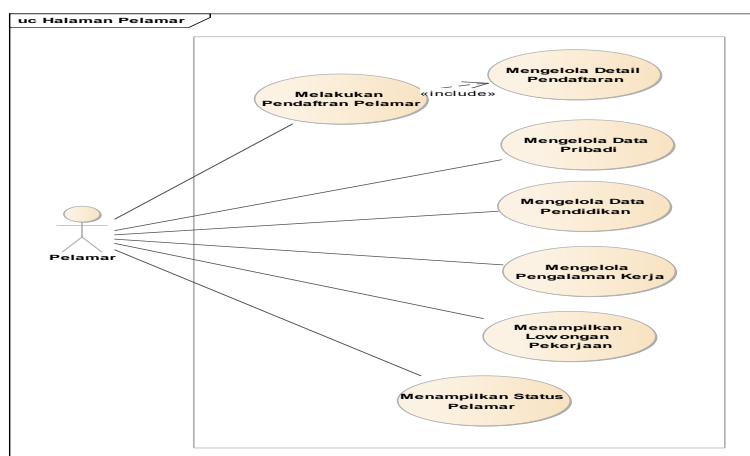 uc Halaman Pelamar
Melakukan
Pendaftran Pelamar
«include»
Mengelola Detail
Pendaftaran
Mengelola Data
Pribadi
Mengelola Data
Pendidikan
Mengelola
Pengalaman Kerja
Menampilkan
Lowongan
Pekerjaan
Menampilkan Status
Pelamar
Pelamar